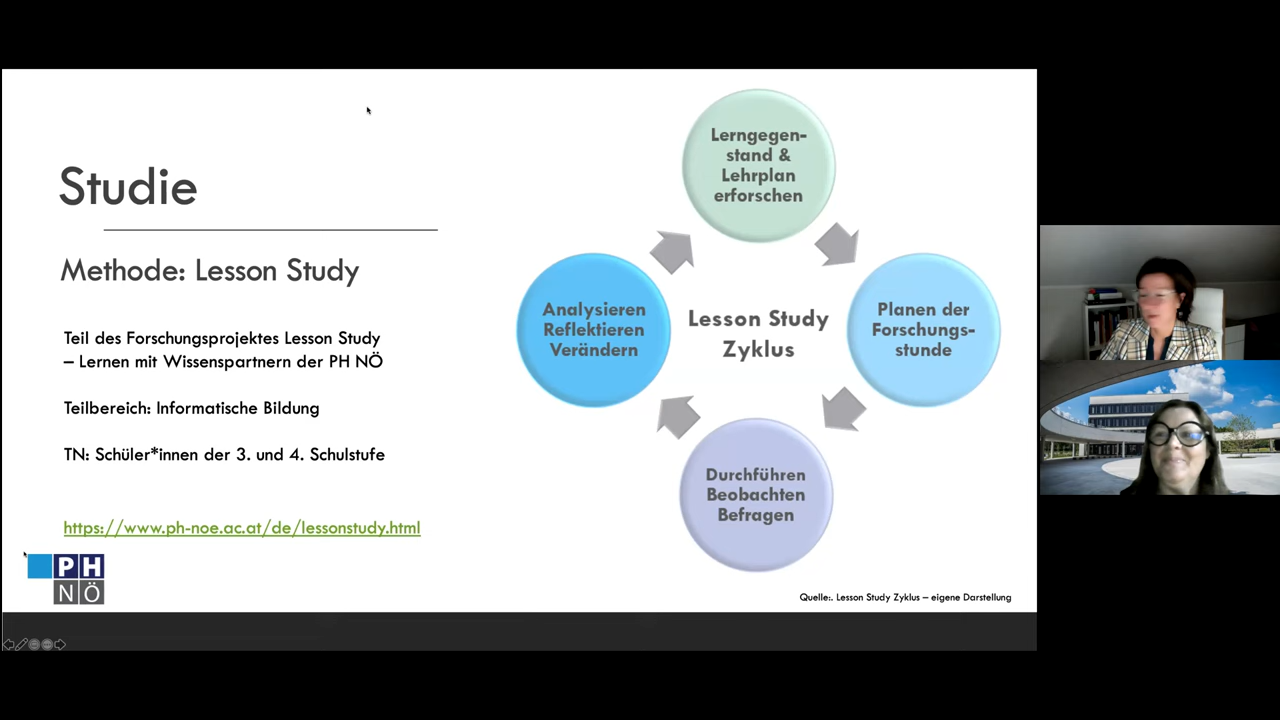 Studie
Methode: Lesson Study
Teil des Forschungsprojektes Lesson Study
– Lernen mit Wissenspartnern der PH NÖ
Teilbereich: Informatische Bildung
TN: Schüler*innen der 3. und 4. Schulstufe
https://www.ph-noe.ac.at/de/lessonstudy.html
PH
NÖ
Lerngegen-
stand &
Lehrplan
erforschen
Planen der
Forschungs-
stunde
Durchführen
Beobachten
Befragen
Analysieren
Reflektieren
Verändern
Lesson Study
Zyklus
Quelle:. Lesson Study Zyklus – eigene Darstellung